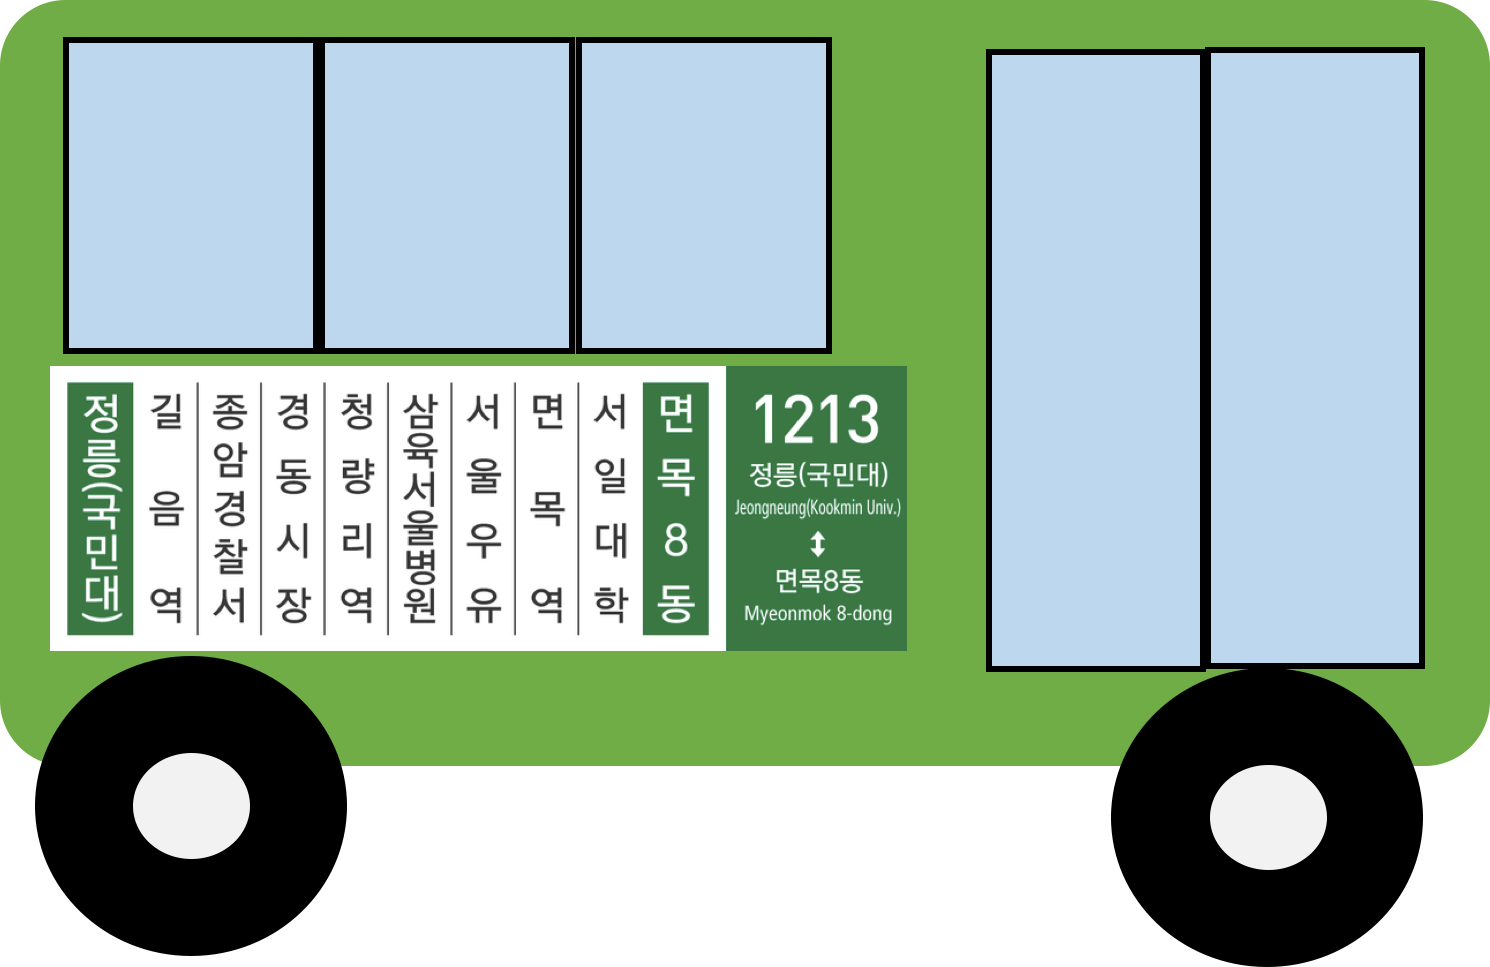 정릉(국민대)
길음역
종암경찰서
경동시장
청량리역
삼육서울병원
서울우유
면목역
서일대학
면목8동
1213
정릉(국민대)
Jeongneung(Kookmin Univ.)
↕
면목8동
Myeonmok 8-dong